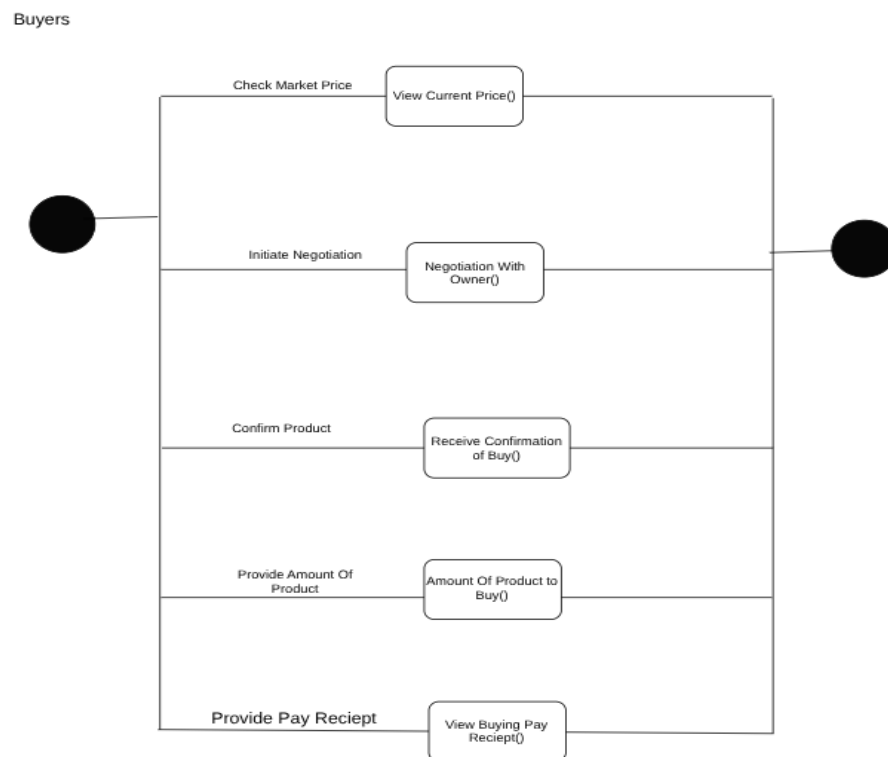 Buyers
Check Market Price
View Current Price()
Initiate Negotiation
Negotiation With
Owner()
Confirm Product
Receive Confirmation
of Buy()
Provide Amount Of
Product
Amount Of Product to
Buy()
Provide Pay Reciept
View Buying Pay
Reciept()